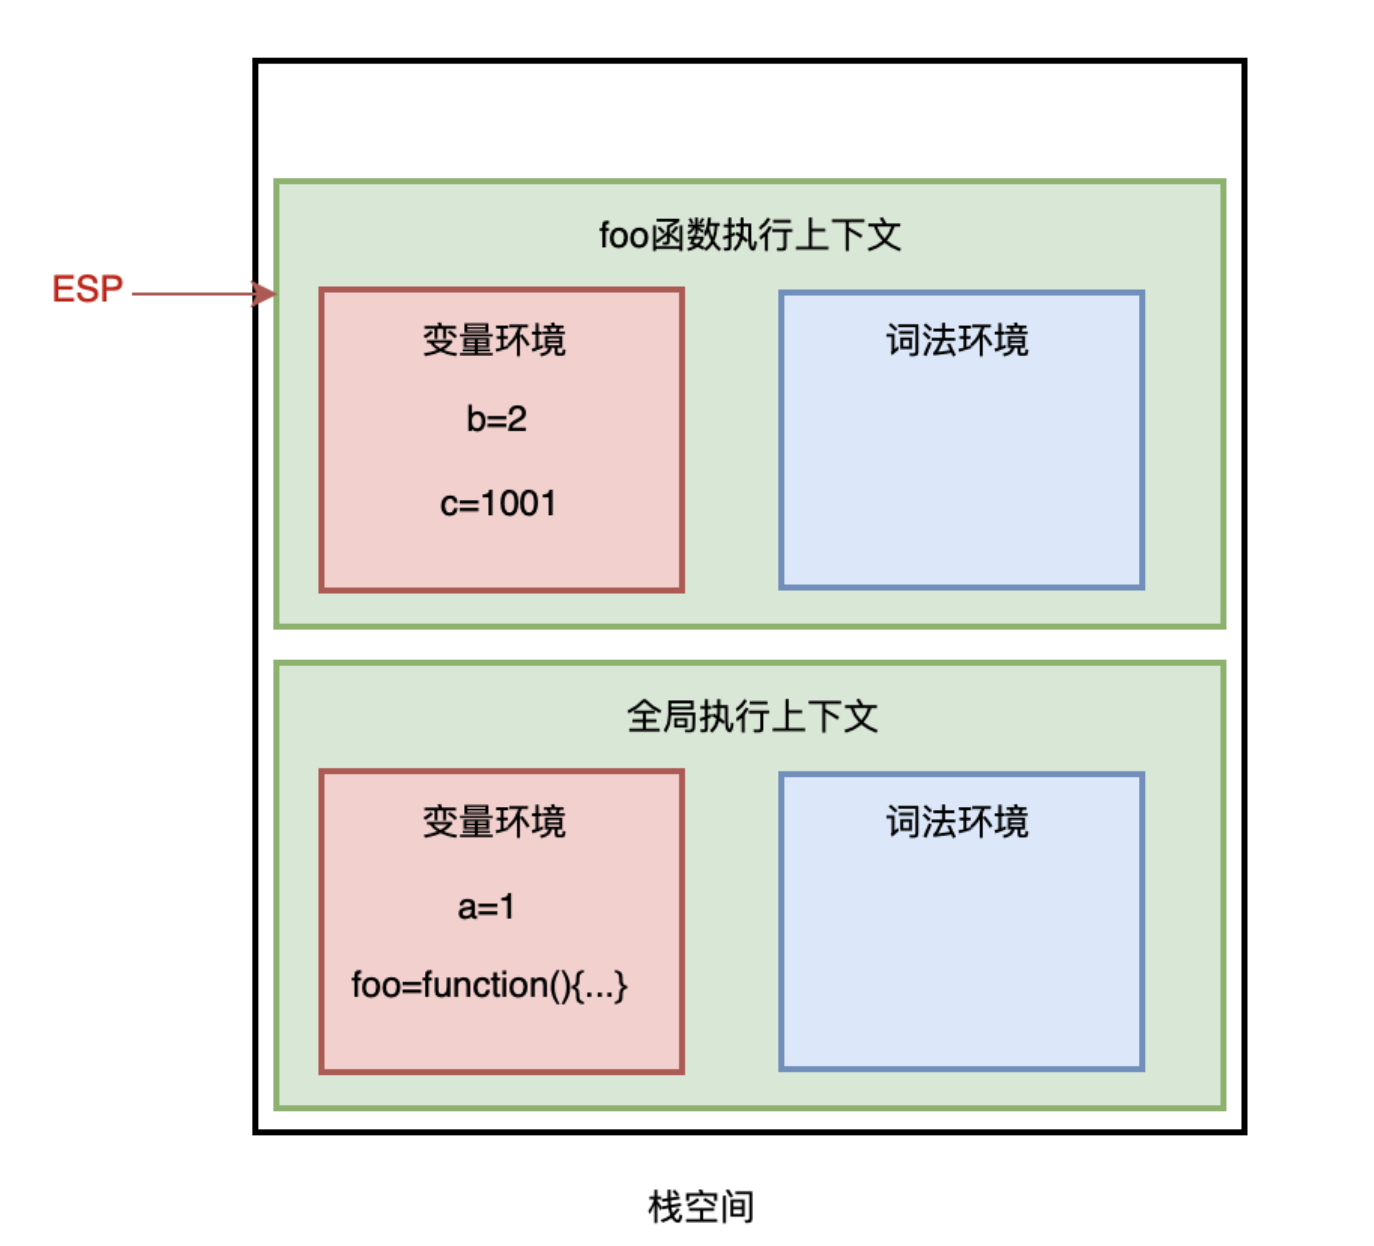 foo函数执行上下文
ESP
变量环境
词法环境
b=2
c=1001
全局执行上下文
变量环境
词法环境
a=1
foo=function(){...}
栈空间